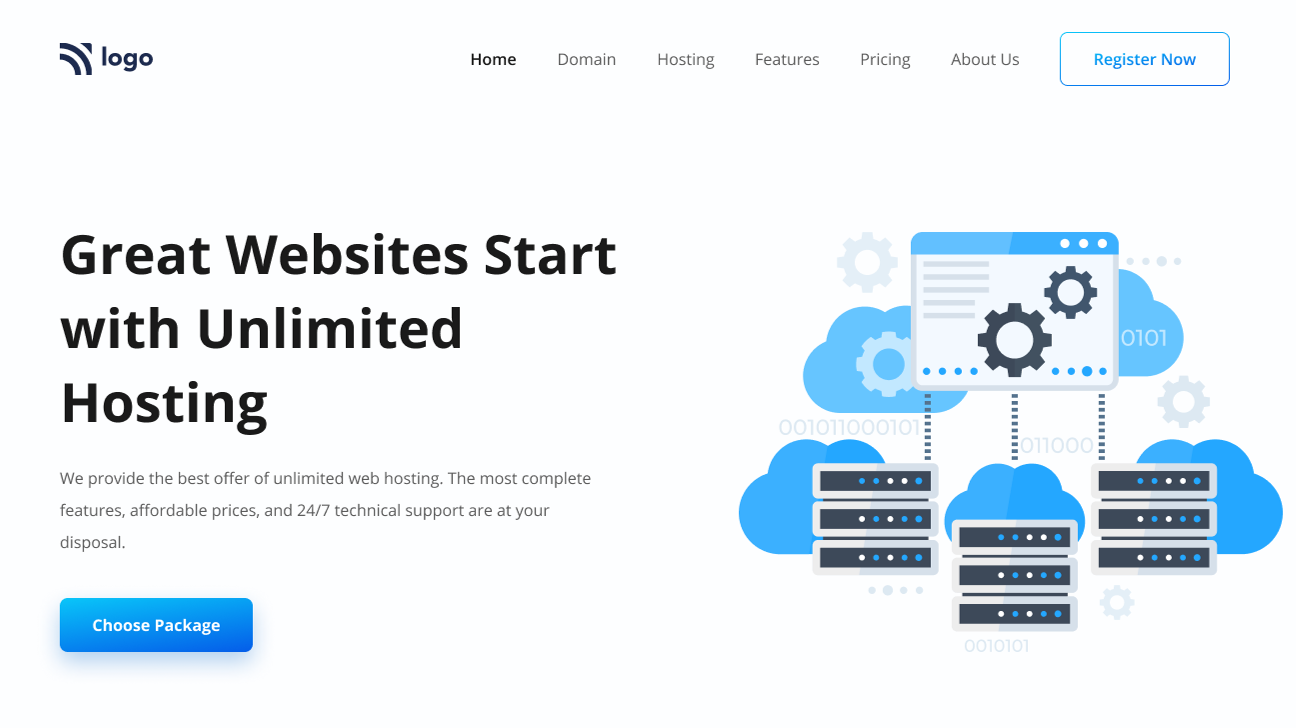 logo
Home
Domain
Hosting
Features
Pricing
About Us
Register Now
Great Websites Start
with Unlimited
Hosting
We provide the best offer of unlimited web hosting. The most complete
features, affordable prices, and 24/7 technical support are at your
disposal.
Choose Package
0101
001011000101
011000
0010101